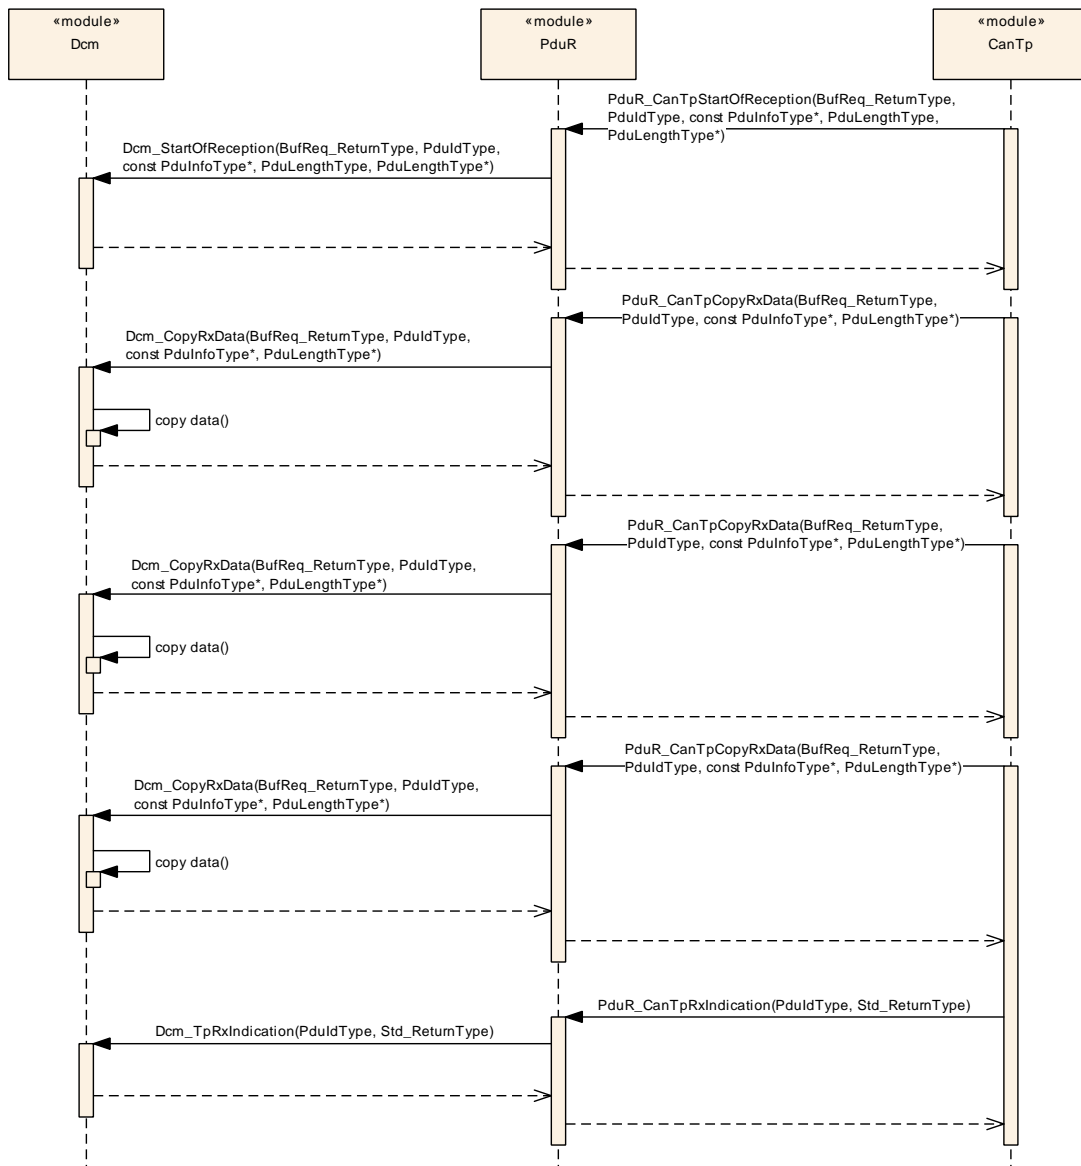 «module»
Dcm
«module»
PduR
«module»
CanTp
PduR_CanTpStartOfReception(BufReq_ReturnType,
PduIdType, const PduInfoType*, PduLengthType,
PduLengthType*)
Dcm_StartOfReception(BufReq_ReturnType, PduIdType,
const PduInfoType*, PduLengthType, PduLengthType*)
PduR_CanTpCopyRxData(BufReq_ReturnType,
PduIdType, const PduInfoType*, PduLengthType*)
Dcm_CopyRxData(BufReq_ReturnType, PduIdType,
const PduInfoType*, PduLengthType*)
copy data()
PduR_CanTpCopyRxData(BufReq_ReturnType,
PduIdType, const PduInfoType*, PduLengthType*)
Dcm_CopyRxData(BufReq_ReturnType, PduIdType,
const PduInfoType*, PduLengthType*)
copy data()
PduR_CanTpCopyRxData(BufReq_ReturnType,
PduIdType, const PduInfoType*, PduLengthType*)
Dcm_CopyRxData(BufReq_ReturnType, PduIdType,
const PduInfoType*, PduLengthType*)
copy data()
PduR_CanTpRxIndication(PduIdType, Std_ReturnType)
Dcm_TpRxIndication(PduIdType, Std_ReturnType)